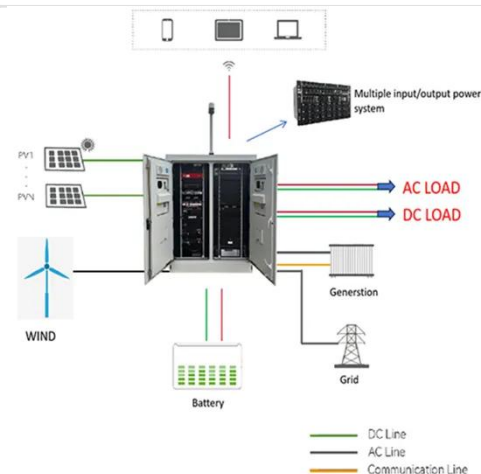 Multiple input/output power
system
PV1
PVN
AC LOAD
DC LOAD
WIND
Generstion
Grid
Battery
DC Line
AC Line
Communication Line